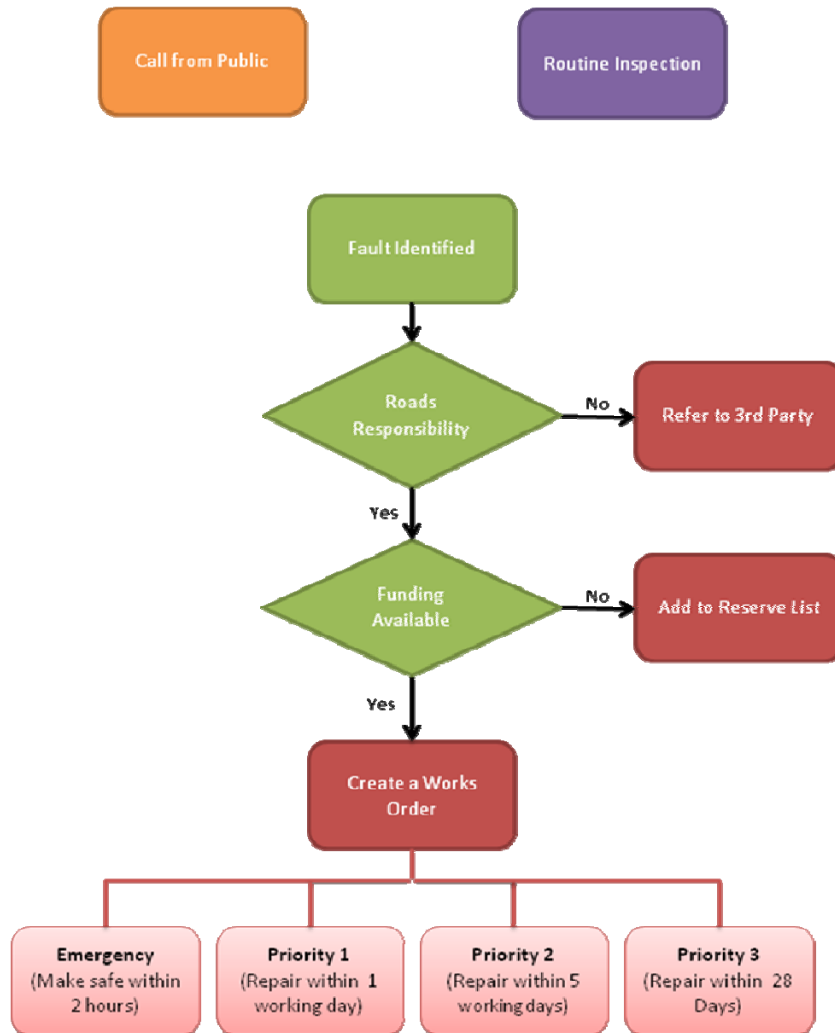 Call from Public
Routine Inspection
Fault Identified
Roads
Responsibility
No
Refer to 3rd Party
Yes
Funding
Available
No
Add to Reserve List
Yes
Create a Works
Order
Emergency
(Make safe within
2 hours)
Priority 1
(Repair within 1
working day)
Priority 2
(Repair within 5
working days)
Priority 3
(Repair within 28
Days)